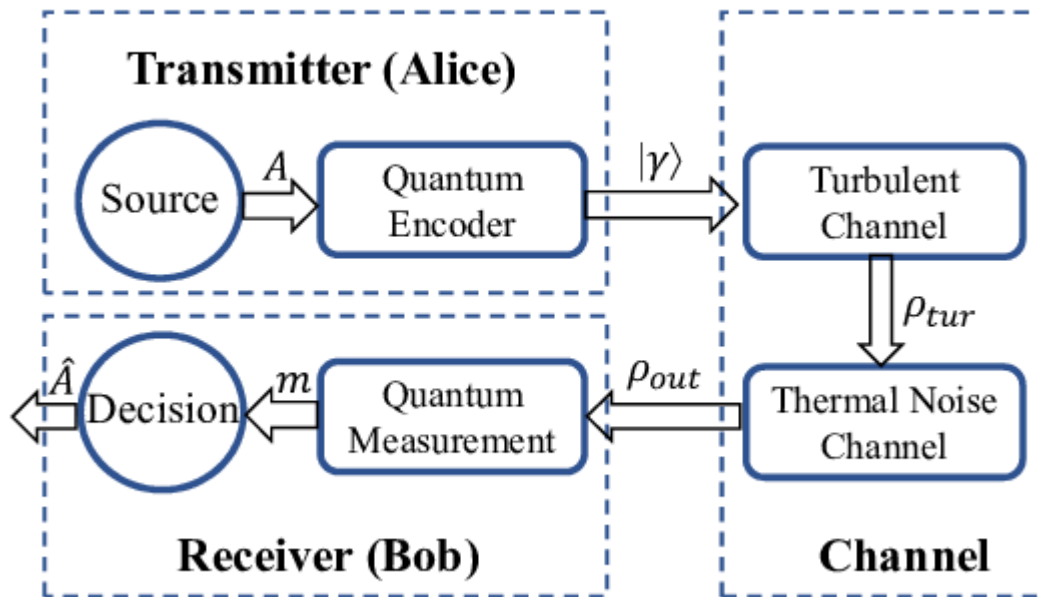 Transmitter (Alice)
Source
A
Quantum
Encoder
|γ⟩
Turbulent
Channel
ρ_tur
Thermal Noise
Channel
ρ_out
Quantum
Measurement
m
Decision
Â
Receiver (Bob)
Channel